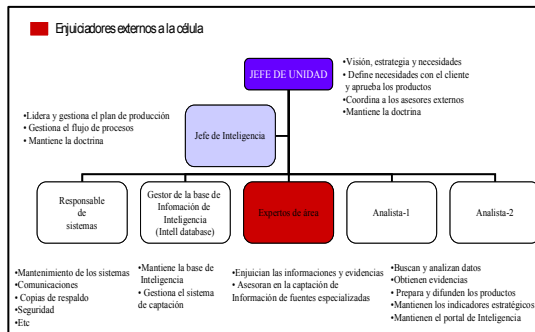 Enjuiciadores externos a la célula
JEFE DE UNIDAD
•Visión, estrategia y necesidades
• Define necesidades con el cliente
y aprueba los productos
•Coordina a los asesores externos
•Mantiene la doctrina
•Lidera y gestiona el plan de producción
• Gestiona el flujo de procesos
• Mantiene la doctrina
Jefe de Inteligencia
Responsable
de
sistemas
Gestor de la base de
Infomación de
Inteligencia
(Intell database)
Expertos de área
Analista-1
Analista-2
•Mantenimiento de los sistemas
•Comunicaciones
• Copias de respaldo
•Seguridad
•Etc
•Mantiene la base de
Inteligencia
• Gestiona el sistema
de captación
•Enjuician las informaciones y evidencias
• Asesoran en la captación de
Información de fuentes especializadas
•Buscan y analizan datos
•Obtienen evidencias
• Prepara y difunden los productos
•Mantienen los indicadores estratégicos
•Mantienen el portal de Inteligencia